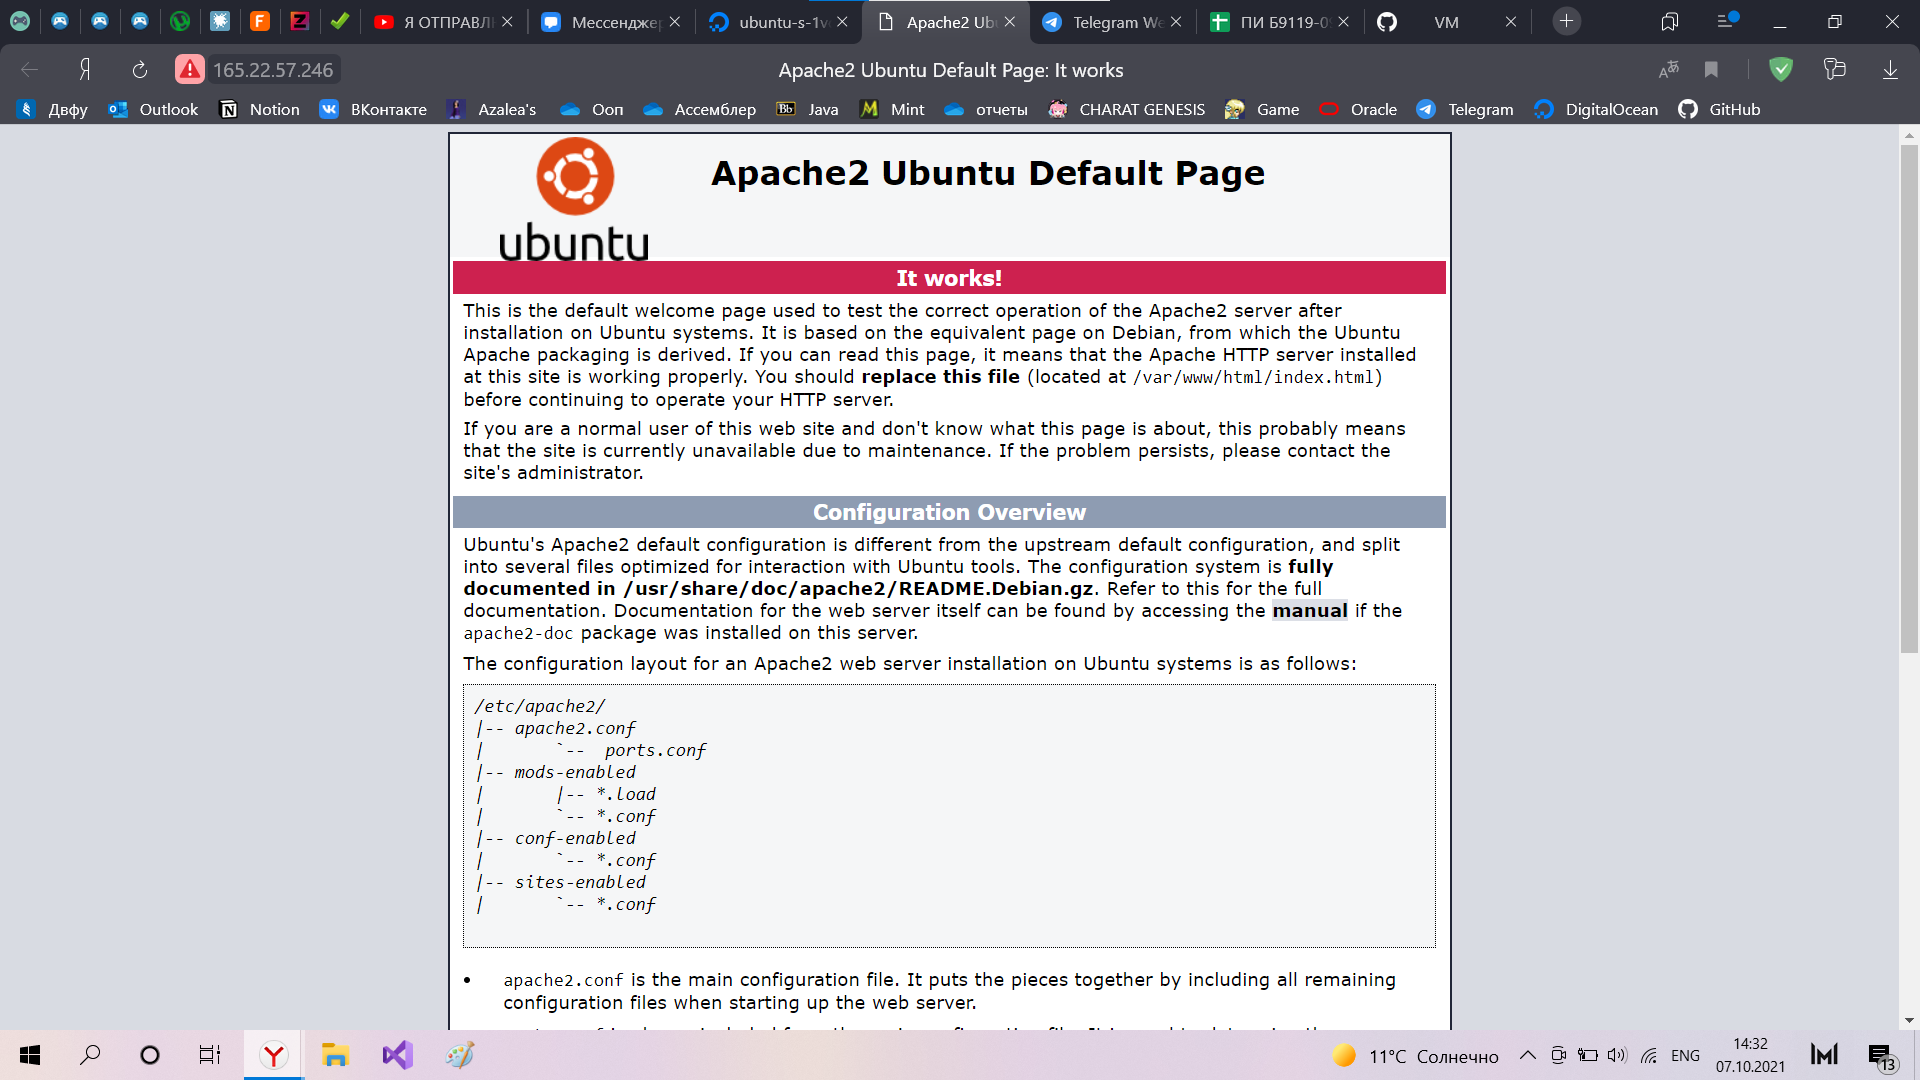 Я ОТПРАВЛ
Мессендже
ubuntu-s-1v
Apache2 Ub
Telegram We
ПИ Б9119-0
VM
165.22.57.246
Apache2 Ubuntu Default Page: It works
Двфу
Outlook
Notion
ВКонтакте
Azalea's
Ооп
Ассемблер
Java
Mint
отчеты
CHARAT GENESIS
Game
Oracle
Telegram
DigitalOcean
GitHub
ubuntu
Apache2 Ubuntu Default Page
It works!
This is the default welcome page used to test the correct operation of the Apache2 server after
installation on Ubuntu systems. It is based on the equivalent page on Debian, from which the Ubuntu
Apache packaging is derived. If you can read this page, it means that the Apache HTTP server installed
at this site is working properly. You should replace this file (located at /var/www/html/index.html)
before continuing to operate your HTTP server.
If you are a normal user of this web site and don't know what this page is about, this probably means
that the site is currently unavailable due to maintenance. If the problem persists, please contact the
site's administrator.
Configuration Overview
Ubuntu's Apache2 default configuration is different from the upstream default configuration, and split
into several files optimized for interaction with Ubuntu tools. The configuration system is fully
documented in /usr/share/doc/apache2/README.Debian.gz. Refer to this for the full
documentation. Documentation for the web server itself can be found by accessing the manual if the
apache2-doc package was installed on this server.
The configuration layout for an Apache2 web server installation on Ubuntu systems is as follows:
/etc/apache2/
|-- apache2.conf
|       `--  ports.conf
|-- mods-enabled
|       |-- *.load
|       `-- *.conf
|-- conf-enabled
|       `-- *.conf
|-- sites-enabled
|       `-- *.conf
• apache2.conf is the main configuration file. It puts the pieces together by including all remaining
configuration files when starting up the web server.
11°C Солнечно
ENG
14:32
07.10.2021
13